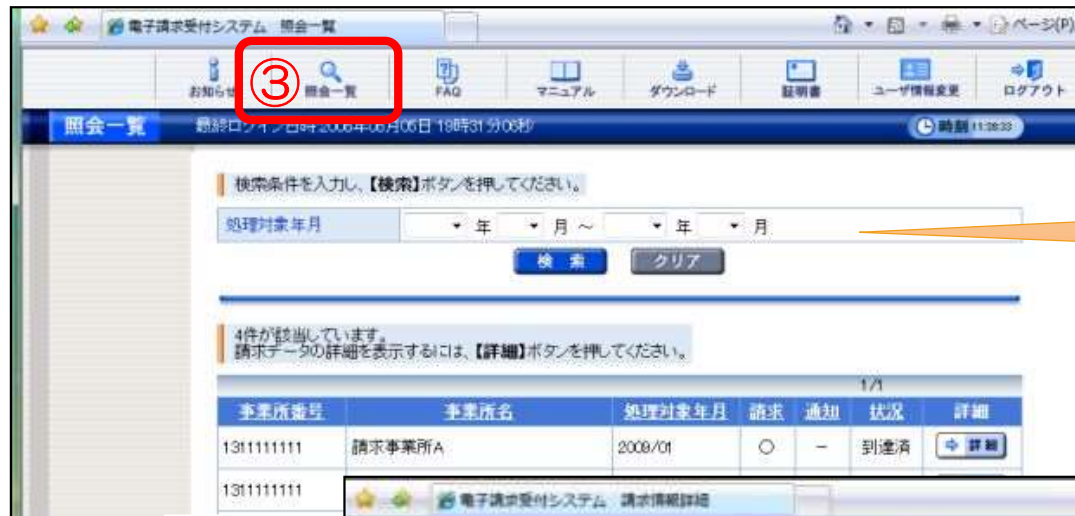 電子請求受付システム 照会一覧
ページ(P)
お知らせ
③
照会一覧
FAQ
マニュアル
ダウンロード
証明書
ユーザ情報変更
ログアウト
照会一覧
時刻
検索条件を入力し、【検索】ボタンを押してください。
処理対象年月 年 月 ～ 年 月
検 索 クリア
4件が該当しています。
請求データの詳細を表示するには、【詳細】ボタンを押してください。
1/1
事業所番号 事業所名 処理対象年月 請求 通知 状況 詳細
1311111111 請求事業所A ○ － 到達済 詳 細
1311111111
電子請求受付システム 請求情報詳細